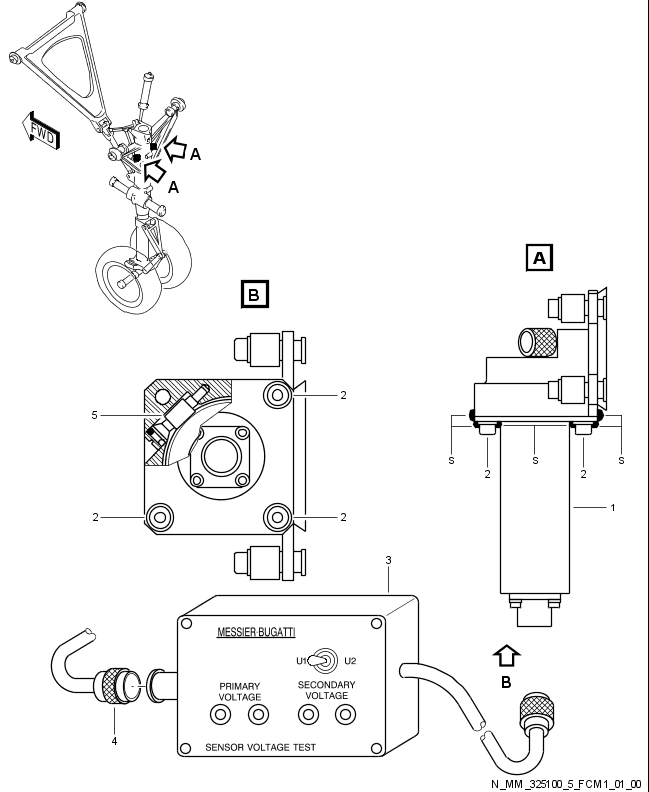 FWD
A
A
A
B
2
5
S
S
S
2
2
2
2
1
3
MESSIER-BUGATTI
U1
U2
B
PRIMARY
VOLTAGE
SECONDARY
VOLTAGE
4
SENSOR VOLTAGE TEST
N_MM_325100_5_FCM1_01_00